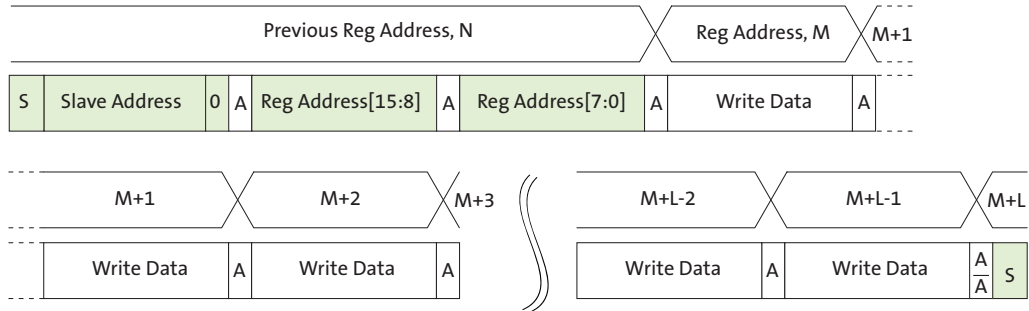 Previous Reg Address, N Reg Address, M M+1
S Slave Address 0 A Reg Address[15:8] A Reg Address[7:0] A Write Data A
M+1 M+2 M+3 M+L-2 M+L-1 M+L
Write Data A Write Data A Write Data A Write Data A/A̅ S